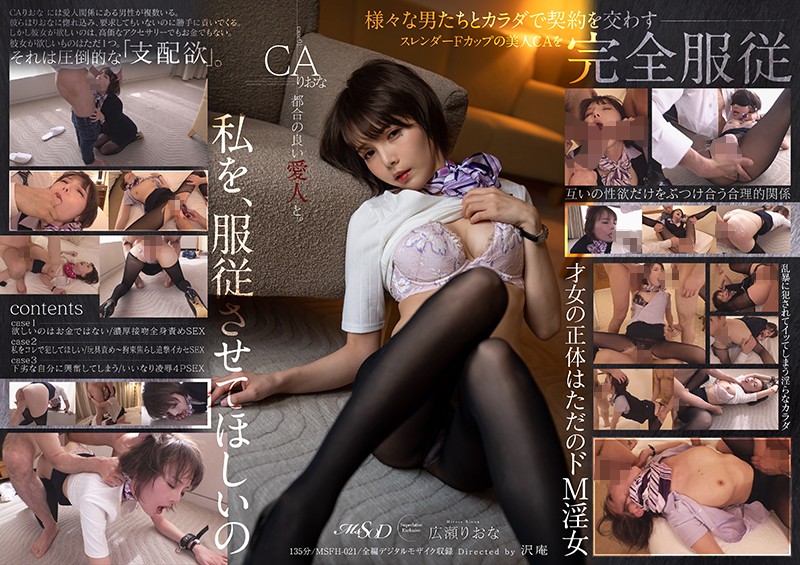 CAりおな には愛人関係にある男性が複数いる。
彼らはりおなに惚れ込み、要求してもいないのに勝手に貢いでくる。
しかし彼女が欲しいのは、高価なアクセサリーでもお金でもない。
彼女が欲しいものはただ1つ。
それは圧倒的な「支配欲」。
CAりおな
都合の良い愛人と。
私を、服従させてほしいの
様々な男たちとカラダで契約を交わす
スレンダーFカップの美人CAを
完全服従
互いの性欲だけをぶつけ合う合理的関係
才女の正体はただのドM淫女
乱暴に犯されてイッてしまう淫らなカラダ
contents
case1
欲しいのはお金ではない/濃厚接吻全身責めSEX
case2
私をコレで犯してほしい/玩具責め〜拘束焦らし追撃イカセSEX
case3
下劣な自分に興奮してしまう/いいなり凌辱4PSEX
MSSOD
Superlative Exclusive
Hirose Riona
広瀬りおな
135分/MSFH-021/全編デジタルモザイク収録 Directed by 沢庵